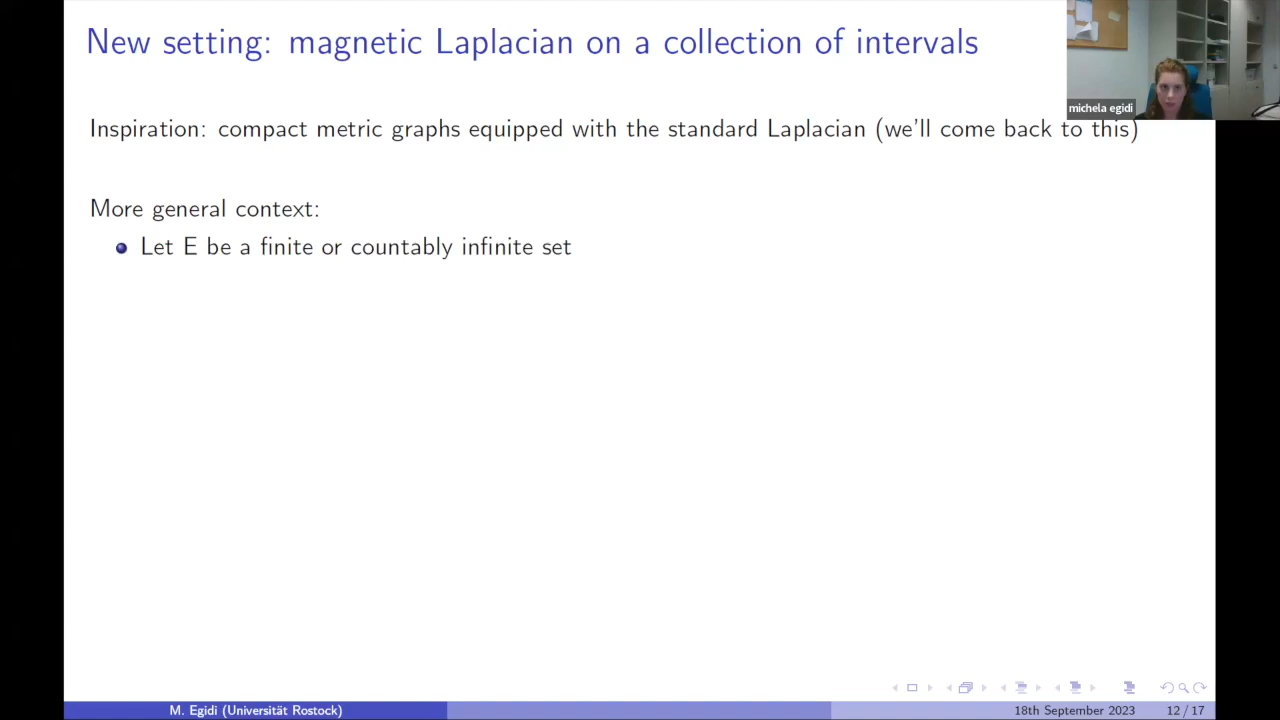 New setting: magnetic Laplacian on a collection of intervals
michela egidi
Inspiration: compact metric graphs equipped with the standard Laplacian (we'll come back to this)
More general context:
Let E be a finite or countably infinite set
M. Egidi (Universität Rostock)
18th September 2023
12 / 17